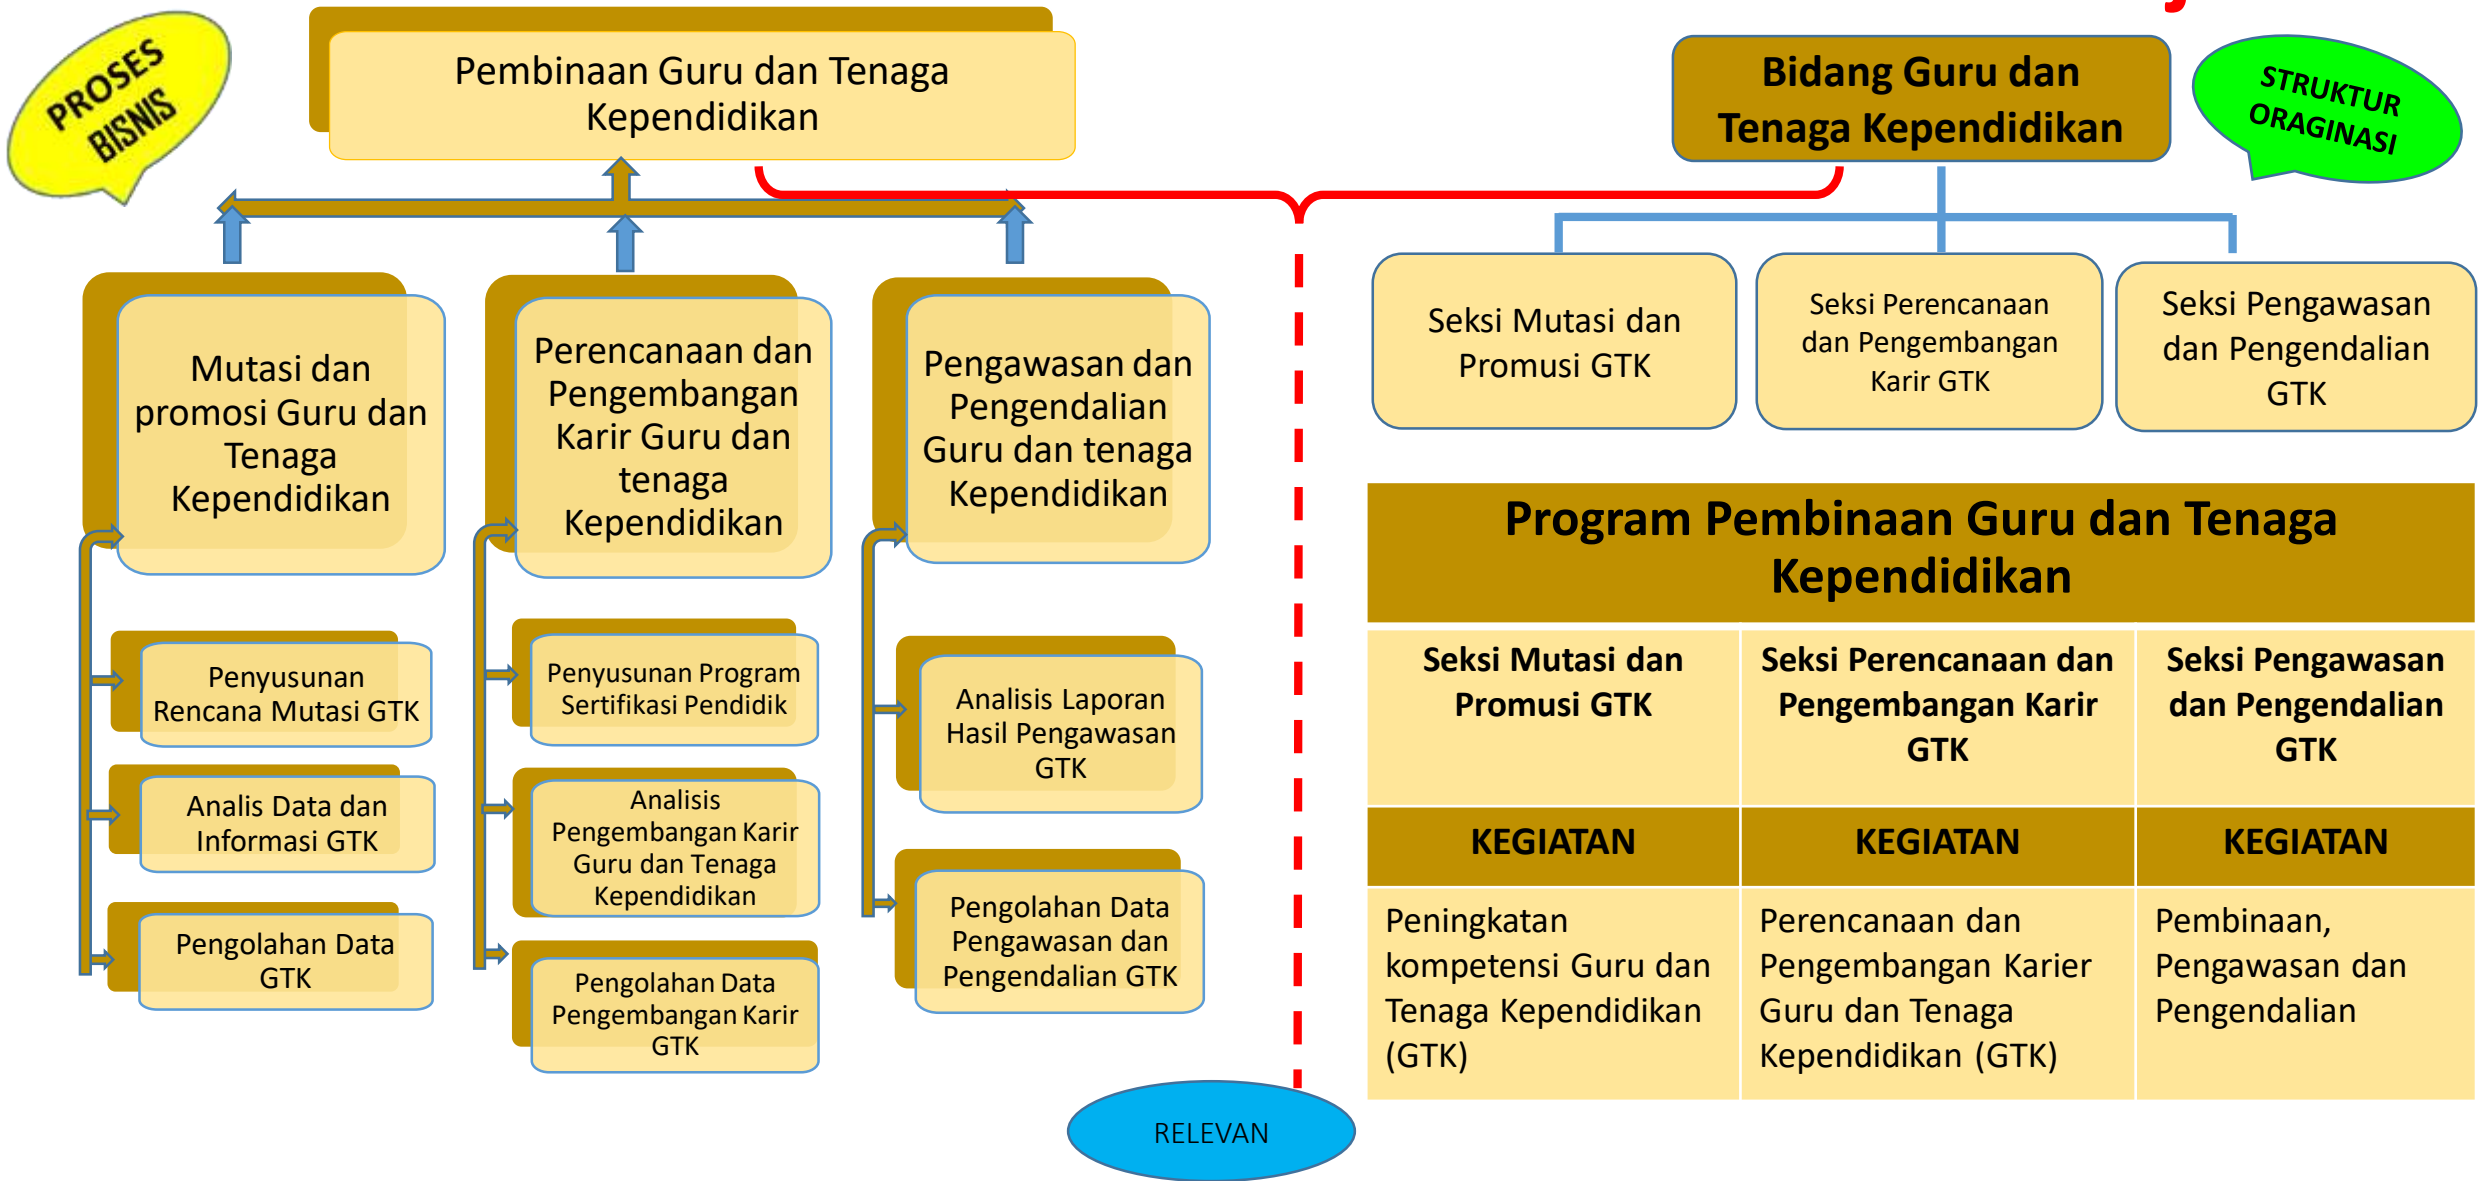 PROSES
BISNIS
Pembinaan Guru dan Tenaga
Kependidikan
Mutasi dan
promosi Guru dan
Tenaga
Kependidikan
Penyusunan
Rencana Mutasi GTK
Analis Data dan
Informasi GTK
Pengolahan Data
GTK
Perencanaan dan
Pengembangan
Karir Guru dan
tenaga
Kependidikan
Penyusunan Program
Sertifikasi Pendidik
Analisis
Pengembangan Karir
Guru dan Tenaga
Kependidikan
Pengolahan Data
Pengembangan Karir
GTK
Pengawasan dan
Pengendalian
Guru dan tenaga
Kependidikan
Analisis Laporan
Hasil Pengawasan
GTK
Pengolahan Data
Pengawasan dan
Pengendalian GTK
Bidang Guru dan
Tenaga Kependidikan
STRUKTUR
ORAGINASI
Seksi Mutasi dan
Promusi GTK
Seksi Perencanaan
dan Pengembangan
Karir GTK
Seksi Pengawasan
dan Pengendalian
GTK
Program Pembinaan Guru dan Tenaga
Kependidikan
Seksi Mutasi dan
Promusi GTK
Seksi Perencanaan dan
Pengembangan Karir
GTK
Seksi Pengawasan
dan Pengendalian
GTK
KEGIATAN
KEGIATAN
KEGIATAN
Peningkatan
kompetensi Guru dan
Tenaga Kependidikan
(GTK)
Perencanaan dan
Pengembangan Karier
Guru dan Tenaga
Kependidikan (GTK)
Pembinaan,
Pengawasan dan
Pengendalian
RELEVAN